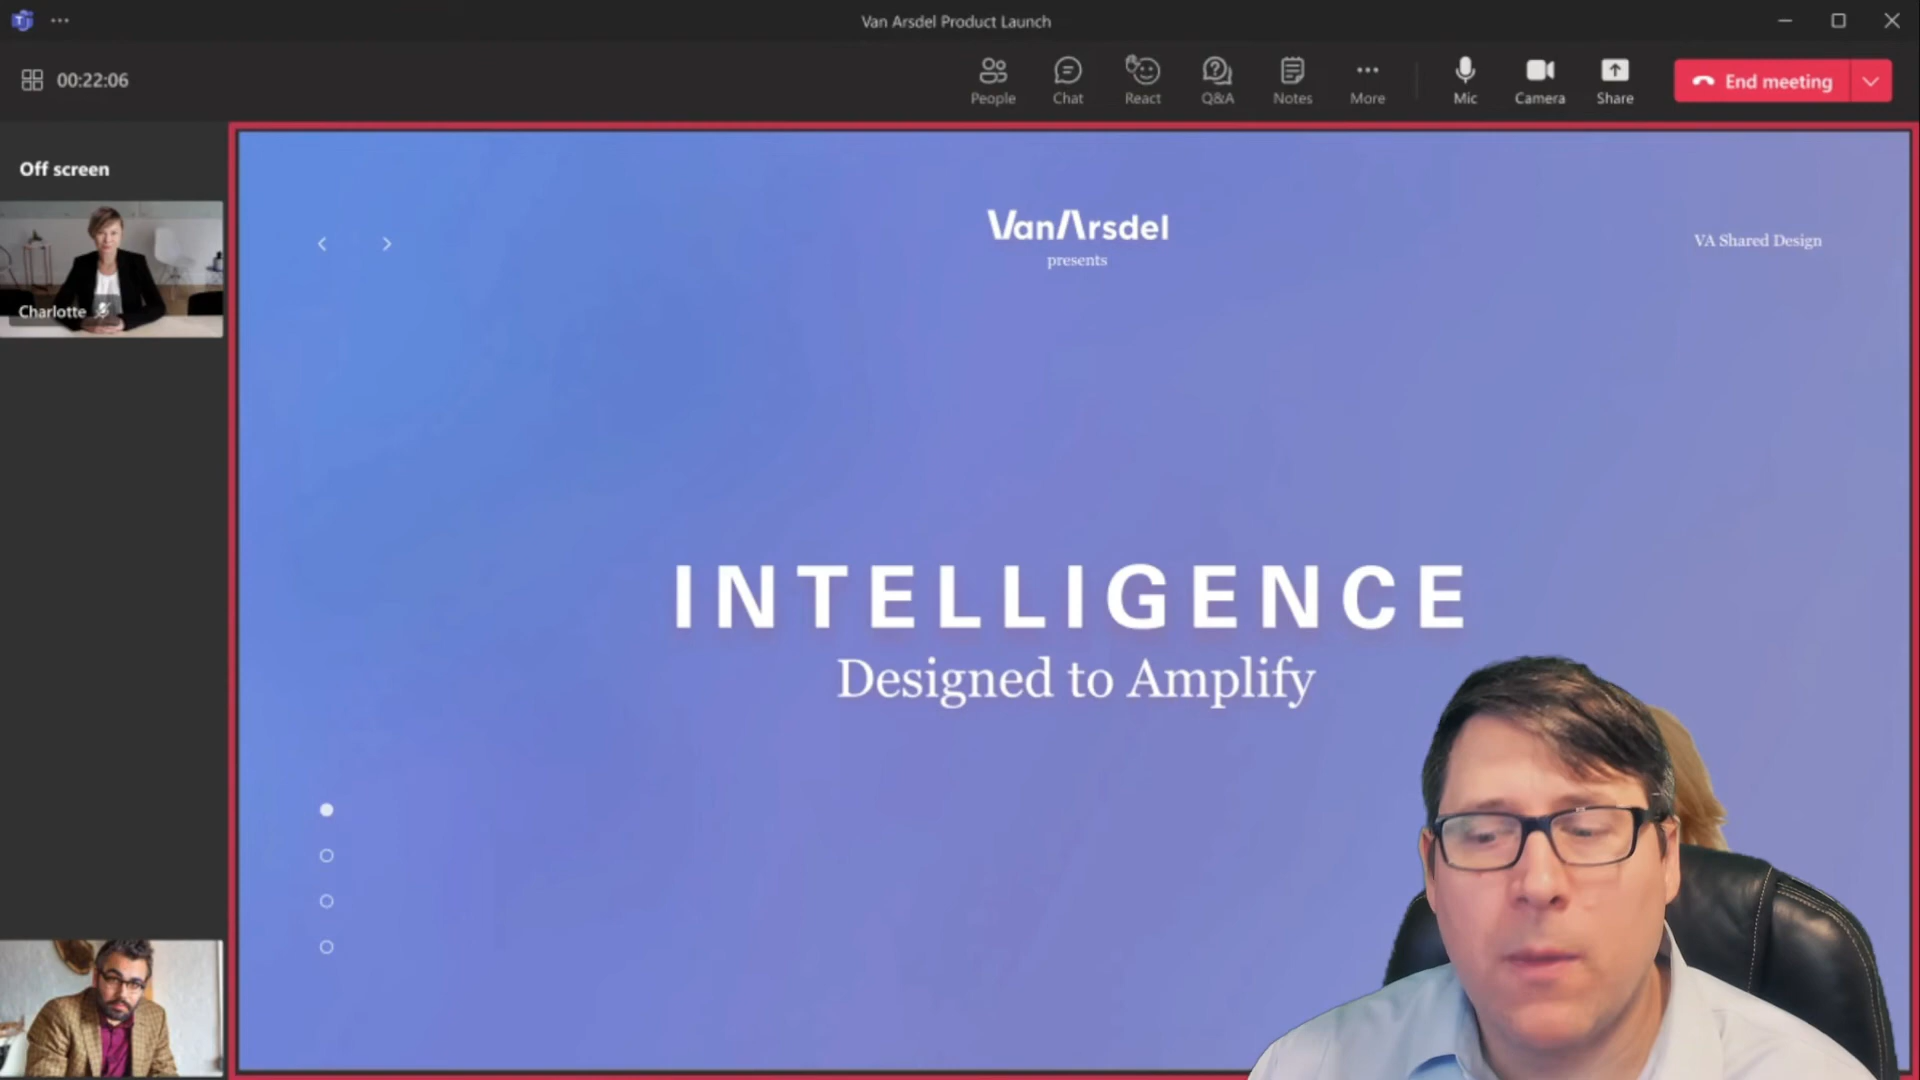 Van Arsdel Product Launch
00:22:06
People
Chat
React
Q&A
Notes
More
Mic
Camera
Share
End meeting
Off screen
Charlotte
VanArsdel
presents
VA Shared Design
INTELLIGENCE
Designed to Amplify